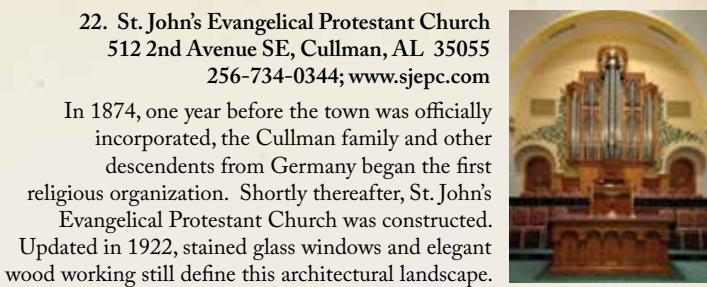 22. St. John's Evangelical Protestant Church
512 2nd Avenue SE, Cullman, AL 35055
256-734-0344; www.sjepc.com
In 1874, one year before the town was officially
incorporated, the Cullman family and other
descendents from Germany began the first
religious organization. Shortly thereafter, St. John's
Evangelical Protestant Church was constructed.
Updated in 1922, stained glass windows and elegant
wood working still define this architectural landscape.